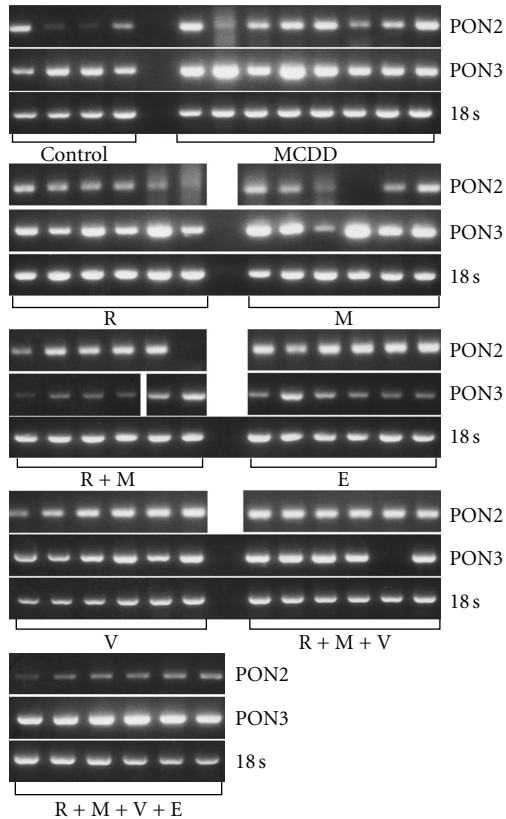 PON2
PON3
18 s
Control MCDD
PON2
PON3
18 s
R M
PON2
PON3
18 s
R + M E
PON2
PON3
18 s
V R + M + V
PON2
PON3
18 s
R + M + V + E